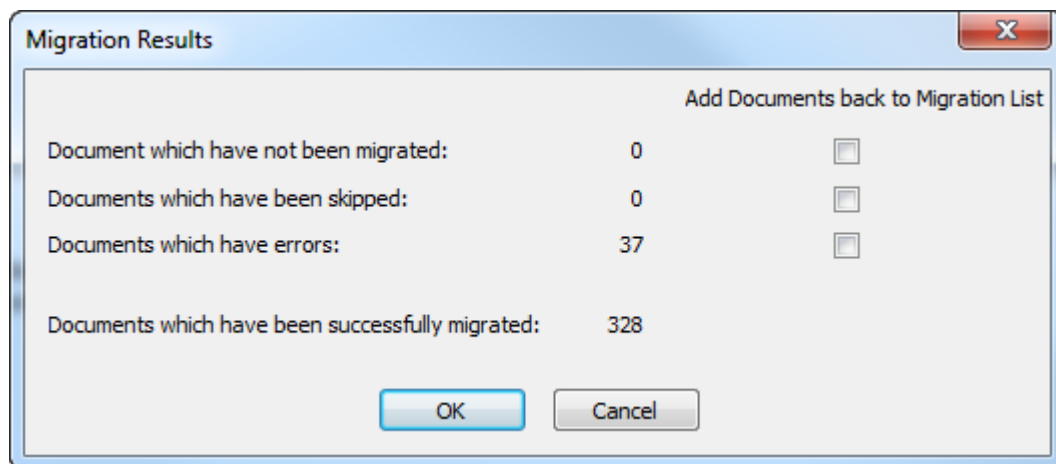 Migration Results
Add Documents back to Migration List
Document which have not been migrated: 0
Documents which have been skipped: 0
Documents which have errors: 37
Documents which have been successfully migrated: 328
OK Cancel